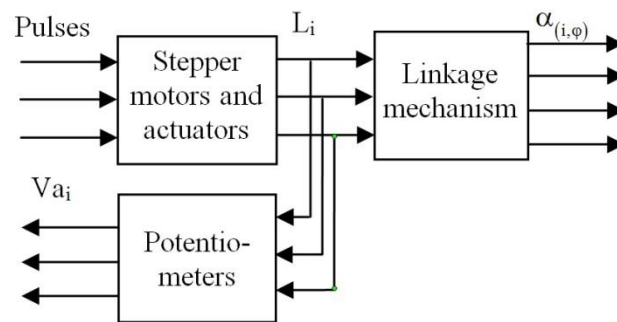 Pulses
Stepper
motors and
actuators
Lᵢ
Linkage
mechanism
α₍ᵢ,ᵩ₎
Vaᵢ
Potentio-
meters